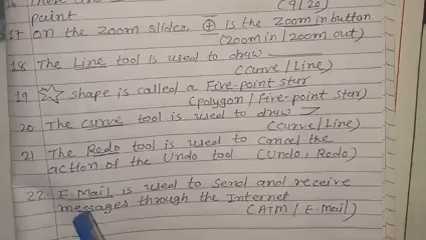 point (9/20)
17 on the zoom slider, ⊕ is the zoom in button
(zoom in / zoom out)
18 The Line tool is used to draw
(Curve / Line)
19 ☆ shape is called a Five-point star
(Polygon / Five-point star)
20 The curve tool is used to draw
(Curve / Line)
21 The Redo tool is used to cancel the
action of the Undo tool (Undo, Redo)
22 E-Mail is used to send and receive
messages through the Internet
(ATM / E-Mail)